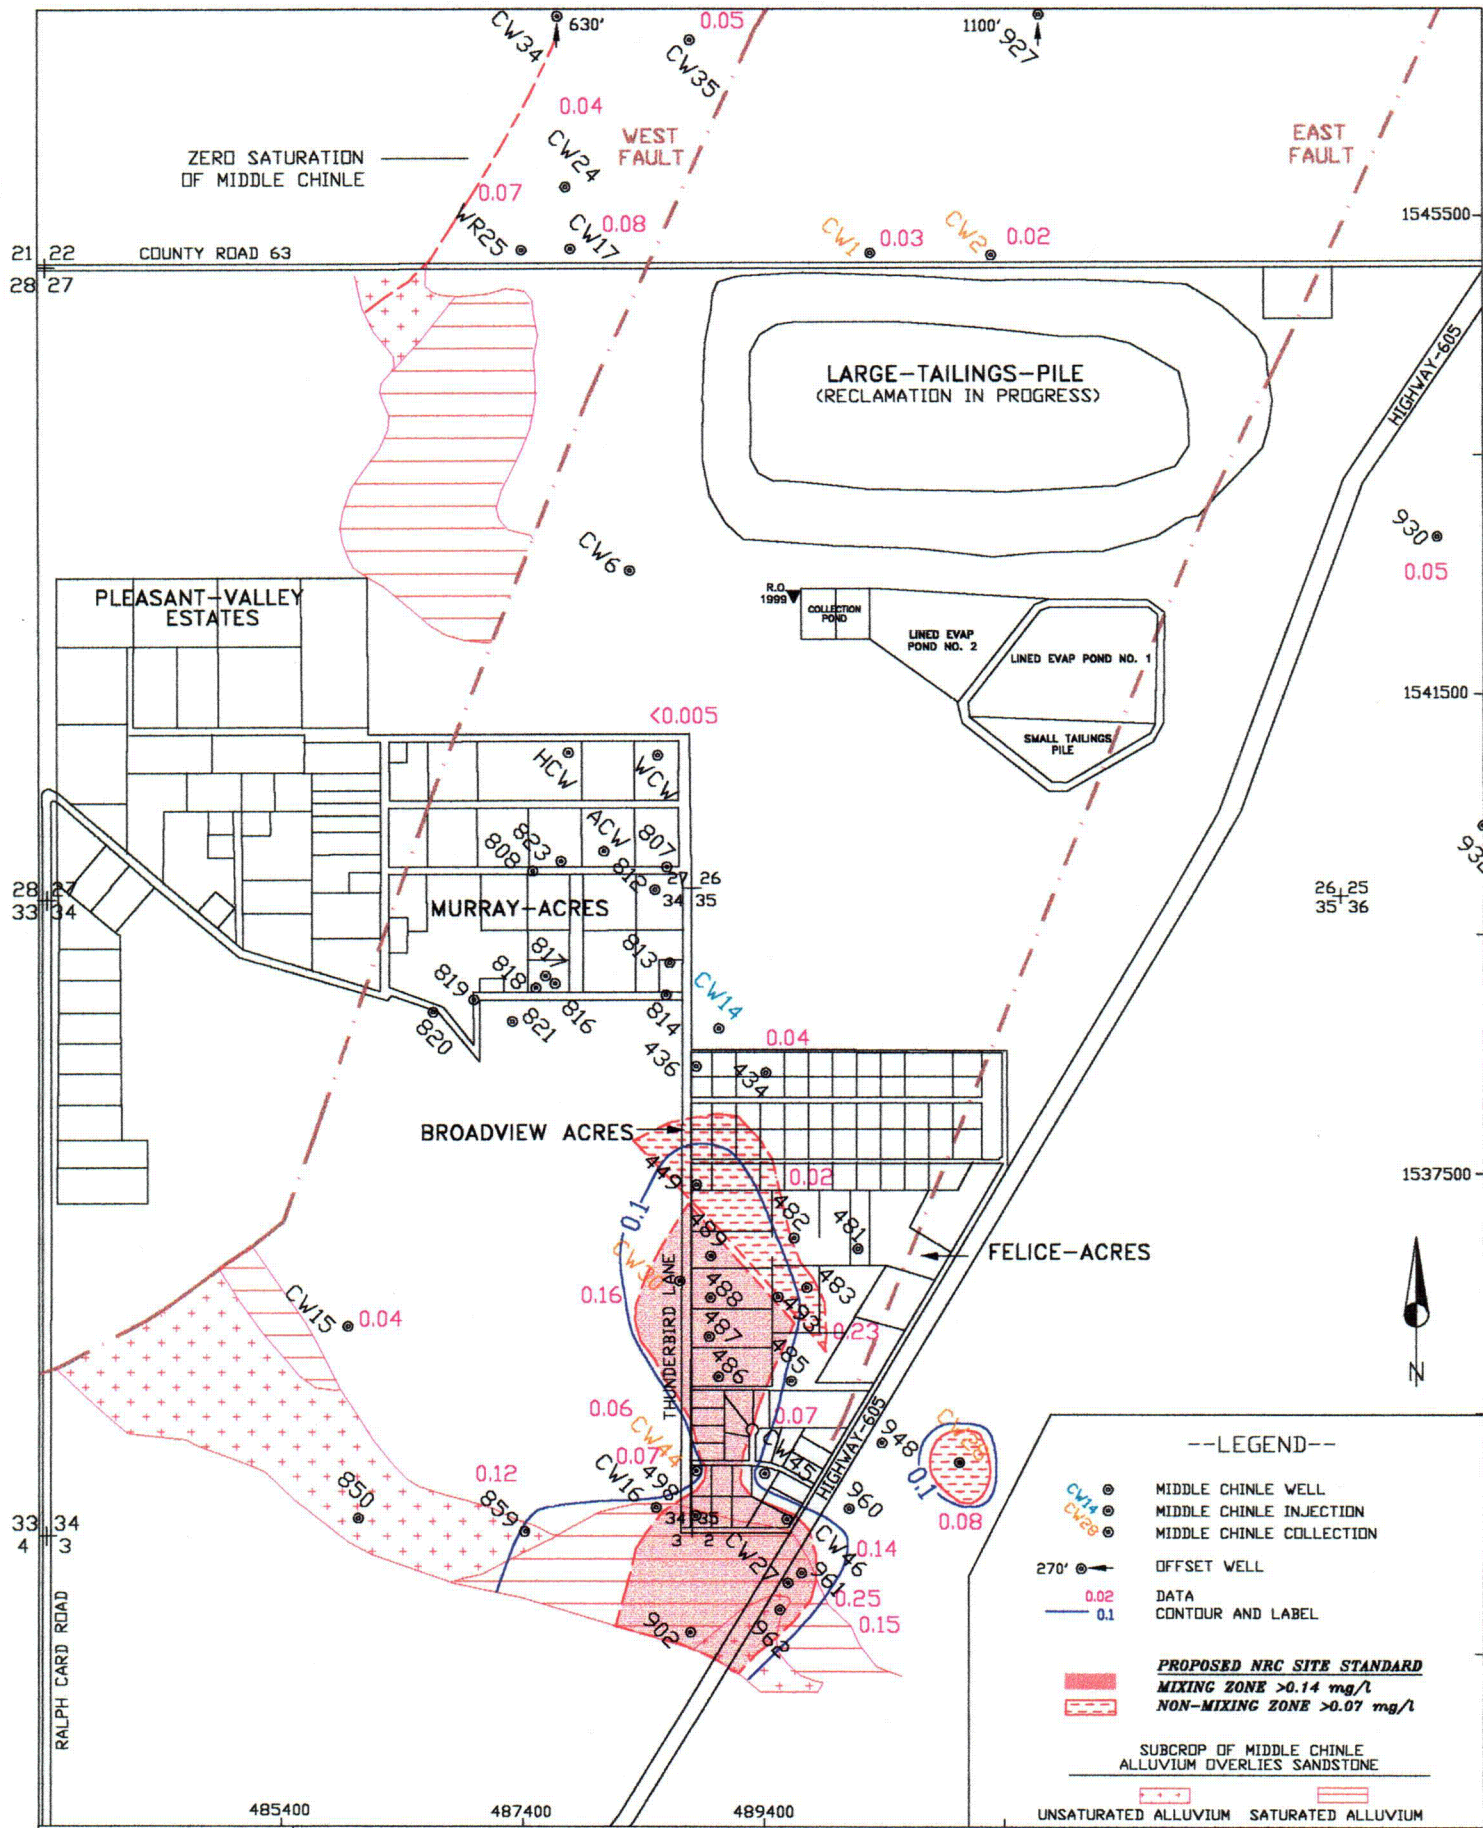 CW34
630'
0.05
CW35
1100'
927
0.04
WEST
FAULT
EAST
FAULT
ZERO SATURATION
OF MIDDLE CHINLE
CW24
0.07
WR25
0.08
CW17
CW1
0.03
CW2
0.02
1545500
21 22
28 27
COUNTY ROAD 63
LARGE-TAILINGS-PILE
(RECLAMATION IN PROGRESS)
HIGHWAY-605
930
0.05
CW6
PLEASANT-VALLEY
ESTATES
R.O.
1999
COLLECTION
POND
LINED EVAP
POND NO. 2
LINED EVAP POND NO. 1
SMALL TAILINGS
PILE
1541500
<0.005
HCW
WCW
ACW
823
808
807
812
27 26
34 35
28 27
33 34
26 25
35 36
MURRAY-ACRES
817
818
819
813
816
814
820
821
CW14
436
0.04
434
BROADVIEW ACRES
449
0.02
1537500
0.1
489
482
481
CW30
FELICE-ACRES
THUNDERBIRD LANE
0.16
488
483
493
0.23
487
486
485
CW15
0.04
0.06
CW44
0.07
CW45
0.07
498
CW16
HIGHWAY-605
948
0.1
0.08
960
850
0.12
859
33 34
4 3
34 35
3 2
CW46
CW27
0.14
961
0.25
0.15
962
902
N
RALPH CARD ROAD
485400
487400
489400
--LEGEND--
MIDDLE CHINLE WELL
CW14
MIDDLE CHINLE INJECTION
CW28
MIDDLE CHINLE COLLECTION
270'
OFFSET WELL
0.02
DATA
0.1
CONTOUR AND LABEL
PROPOSED NRC SITE STANDARD
MIXING ZONE >0.14 mg/l
NON-MIXING ZONE >0.07 mg/l
SUBCROP OF MIDDLE CHINLE
ALLUVIUM OVERLIES SANDSTONE
UNSATURATED ALLUVIUM
SATURATED ALLUVIUM